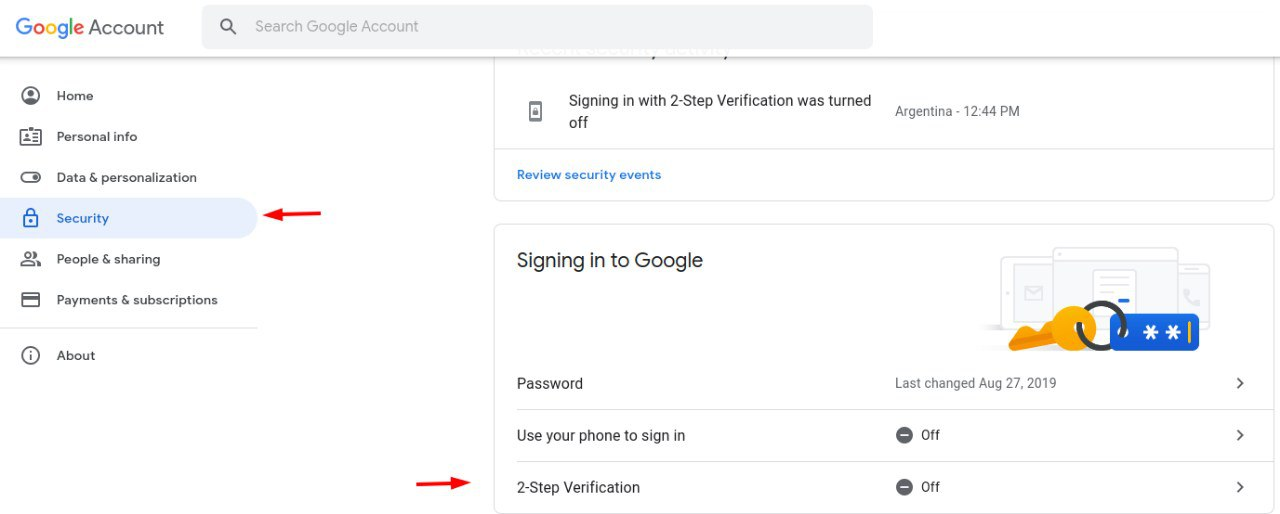 Google Account
Search Google Account
Home
Personal info
Data & personalization
Security
People & sharing
Payments & subscriptions
About
Signing in with 2-Step Verification was turned
off
Argentina - 12:44 PM
Review security events
Signing in to Google
**
Password
Last changed Aug 27, 2019
Use your phone to sign in
Off
2-Step Verification
Off